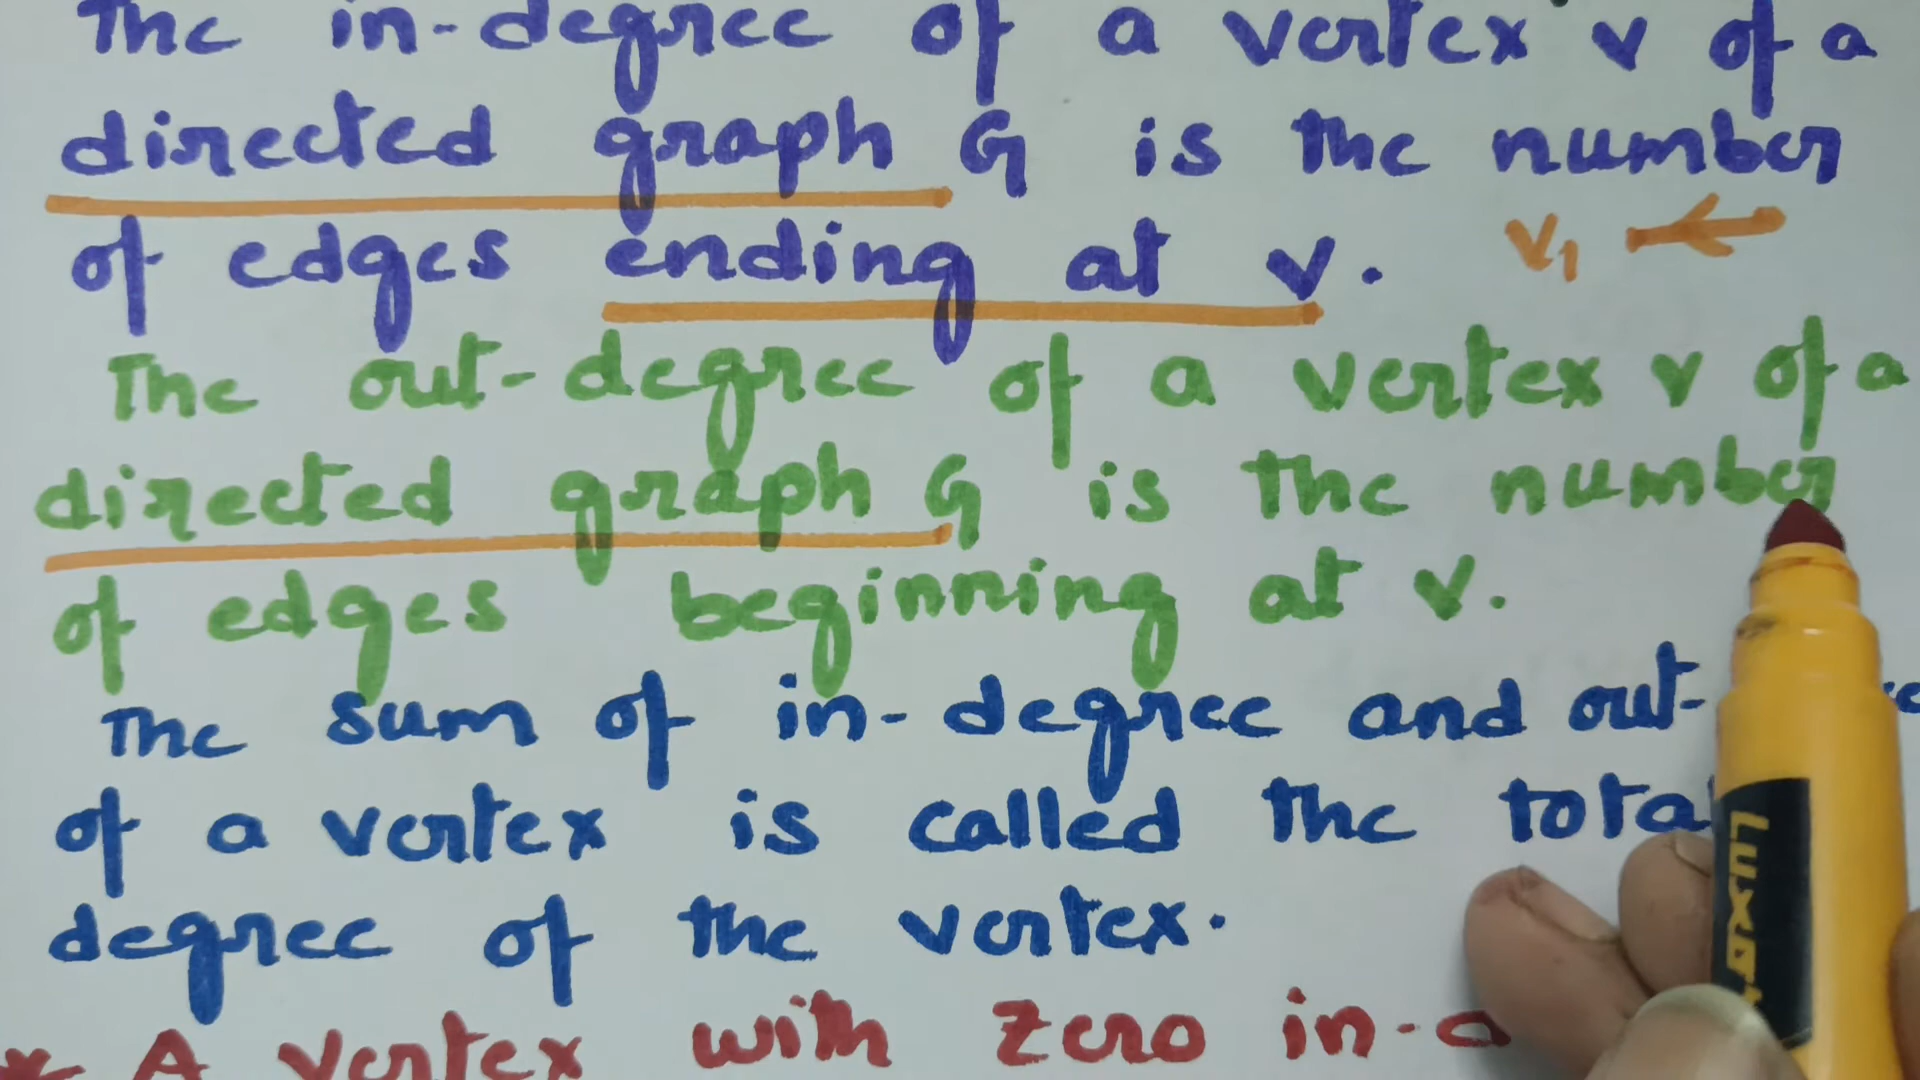 The in-degree of a vertex v of a
directed graph G is the number
of edges ending at v. V1
The out-degree of a vertex v of a
directed graph G is the number
of edges beginning at v.
The sum of in-degree and out-
of a vertex is called the total
degree of the vertex.
* A vertex with zero in-
LUXOR